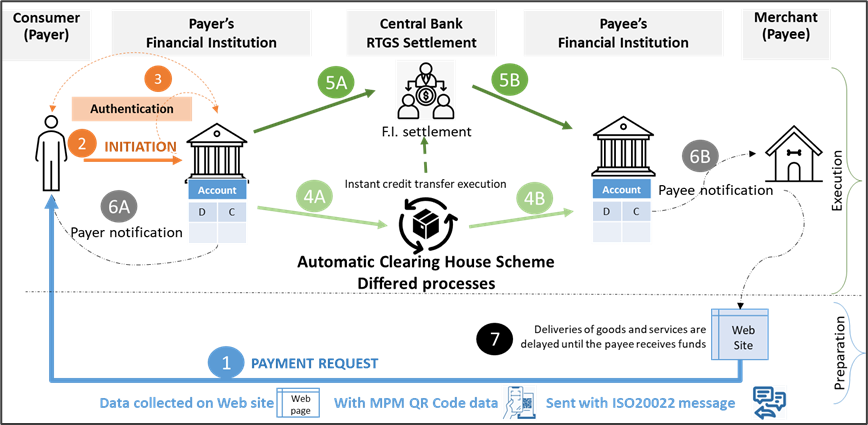 Consumer
(Payer)
Payer's
Financial Institution
Central Bank
RTGS Settlement
Payee's
Financial Institution
Merchant
(Payee)
3
5A
5B
Authentication
F.I. settlement
2
INITIATION
6B
Account
Instant credit transfer execution
Account
Payee notification
D C
6A
4A
4B
D C
Payer notification
Automatic Clearing House Scheme
Differed processes
Execution
7
Deliveries of goods and services are
delayed until the payee receives funds
Web
Site
1
PAYMENT REQUEST
Preparation
Data collected on Web site
Web
page
With MPM QR Code data
Sent with ISO20022 message